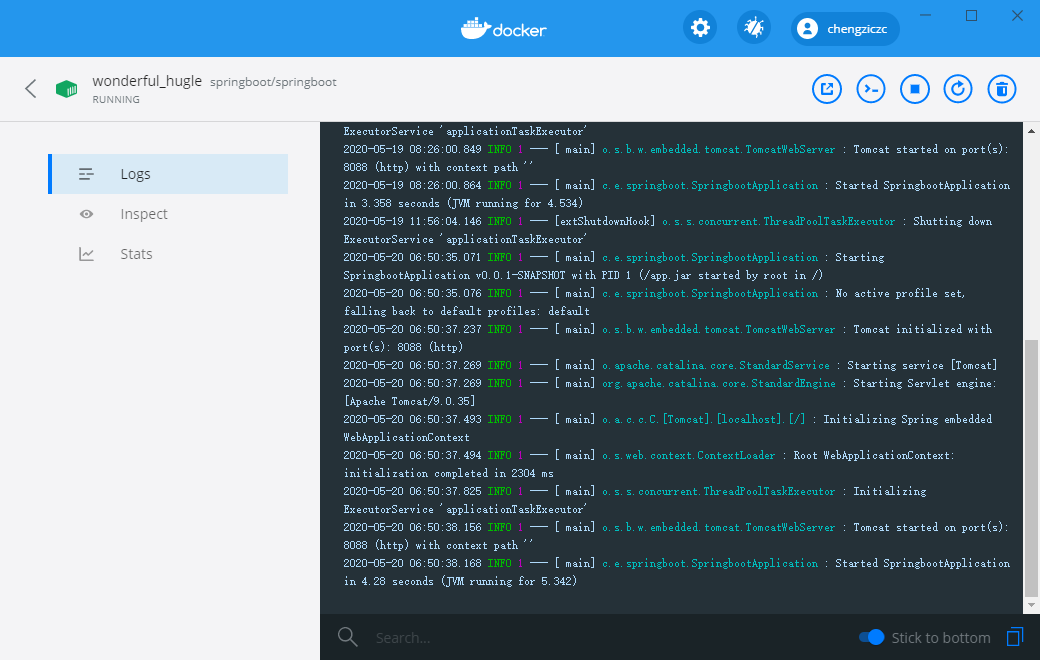 docker
chengziczc
wonderful_hugle springboot/springboot
RUNNING
Logs
Inspect
Stats
ExecutorService 'applicationTaskExecutor'
2020-05-19 08:26:00.849 INFO 1 --- [ main] o.s.b.w.embedded.tomcat.TomcatWebServer : Tomcat started on port(s):
8088 (http) with context path ''
2020-05-19 08:26:00.864 INFO 1 --- [ main] c.e.springboot.SpringbootApplication : Started SpringbootApplication
in 3.358 seconds (JVM running for 4.534)
2020-05-19 11:56:04.146 INFO 1 --- [extShutdownHook] o.s.s.concurrent.ThreadPoolTaskExecutor : Shutting down
ExecutorService 'applicationTaskExecutor'
2020-05-20 06:50:35.071 INFO 1 --- [ main] c.e.springboot.SpringbootApplication : Starting
SpringbootApplication v0.0.1-SNAPSHOT with PID 1 (/app.jar started by root in /)
2020-05-20 06:50:35.076 INFO 1 --- [ main] c.e.springboot.SpringbootApplication : No active profile set,
falling back to default profiles: default
2020-05-20 06:50:37.237 INFO 1 --- [ main] o.s.b.w.embedded.tomcat.TomcatWebServer : Tomcat initialized with
port(s): 8088 (http)
2020-05-20 06:50:37.269 INFO 1 --- [ main] o.apache.catalina.core.StandardService : Starting service [Tomcat]
2020-05-20 06:50:37.269 INFO 1 --- [ main] org.apache.catalina.core.StandardEngine : Starting Servlet engine:
[Apache Tomcat/9.0.35]
2020-05-20 06:50:37.493 INFO 1 --- [ main] o.a.c.c.C.[Tomcat].[localhost].[/] : Initializing Spring embedded
WebApplicationContext
2020-05-20 06:50:37.494 INFO 1 --- [ main] o.s.web.context.ContextLoader : Root WebApplicationContext:
initialization completed in 2304 ms
2020-05-20 06:50:37.825 INFO 1 --- [ main] o.s.s.concurrent.ThreadPoolTaskExecutor : Initializing
ExecutorService 'applicationTaskExecutor'
2020-05-20 06:50:38.156 INFO 1 --- [ main] o.s.b.w.embedded.tomcat.TomcatWebServer : Tomcat started on port(s):
8088 (http) with context path ''
2020-05-20 06:50:38.168 INFO 1 --- [ main] c.e.springboot.SpringbootApplication : Started SpringbootApplication
in 4.28 seconds (JVM running for 5.342)
Search...
Stick to bottom